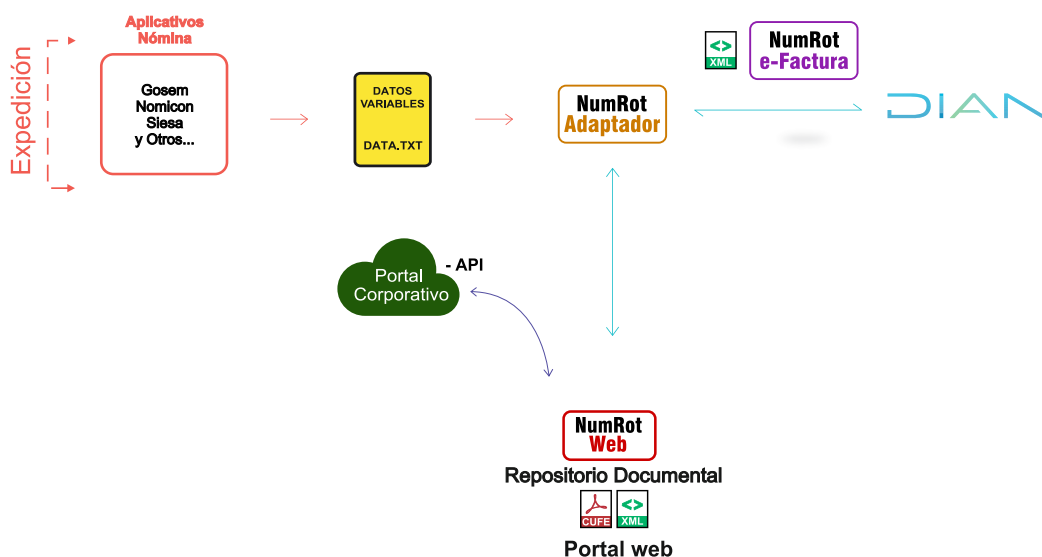 Expedición
Aplicativos
Nómina
Gosem
Nomicon
Siesa
y Otros...
DATOS
VARIABLES
DATA.TXT
NumRot
Adaptador
<>
XML
NumRot
e-Factura
DIAN
Portal
Corporativo
- API
NumRot
Web
Repositorio Documental
CUFE
<>
XML
Portal web